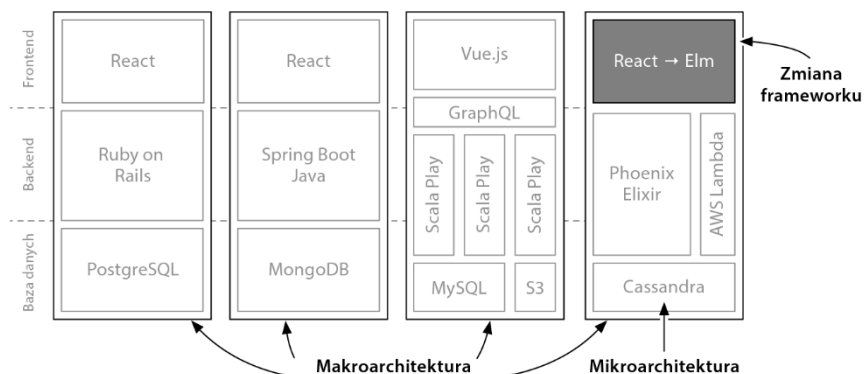 Frontend
Backend
Baza danych
React
Ruby on
Rails
PostgreSQL
React
Spring Boot
Java
MongoDB
Vue.js
GraphQL
Scala Play
Scala Play
Scala Play
MySQL
S3
React → Elm
Phoenix
Elixir
AWS Lambda
Cassandra
Zmiana
frameworku
Makroarchitektura
Mikroarchitektura